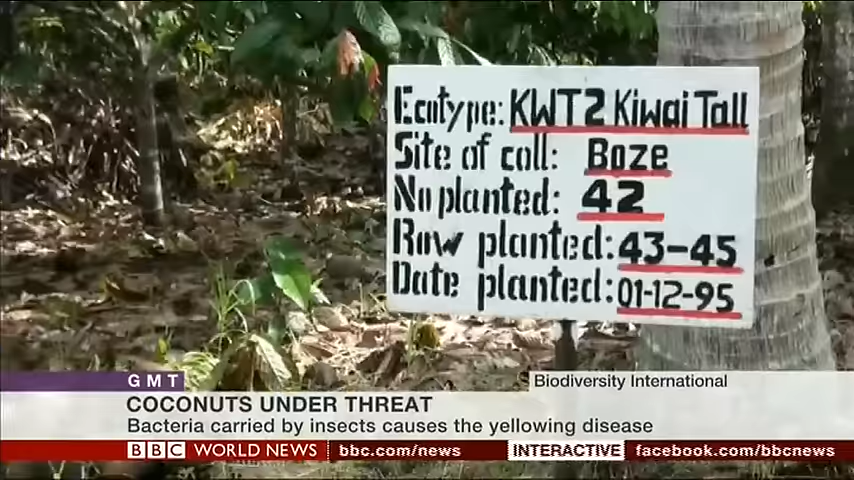 Ecotype: KWT2 Kiwai Tall
Site of coll: Boze
No planted: 42
Row planted: 43-45
Date planted: 01-12-95
GMT
Biodiversity International
COCONUTS UNDER THREAT
Bacteria carried by insects causes the yellowing disease
BBC WORLD NEWS bbc.com/news INTERACTIVE facebook.com/bbcnews